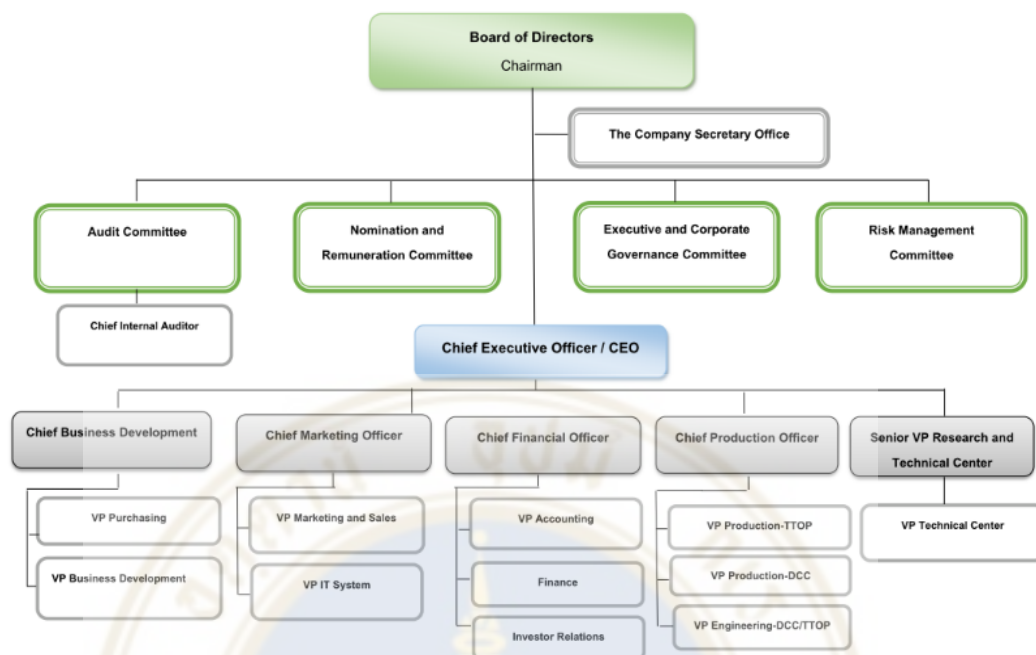 Board of Directors
Chairman
The Company Secretary Office
Audit Committee
Nomination and
Remuneration Committee
Executive and Corporate
Governance Committee
Risk Management
Committee
Chief Internal Auditor
Chief Executive Officer / CEO
Chief Business Development
Chief Marketing Officer
Chief Financial Officer
Chief Production Officer
Senior VP Research and
Technical Center
VP Purchasing
VP Business Development
VP Marketing and Sales
VP IT System
VP Accounting
Finance
Investor Relations
VP Production-TTOP
VP Production-DCC
VP Engineering-DCC/TTOP
VP Technical Center